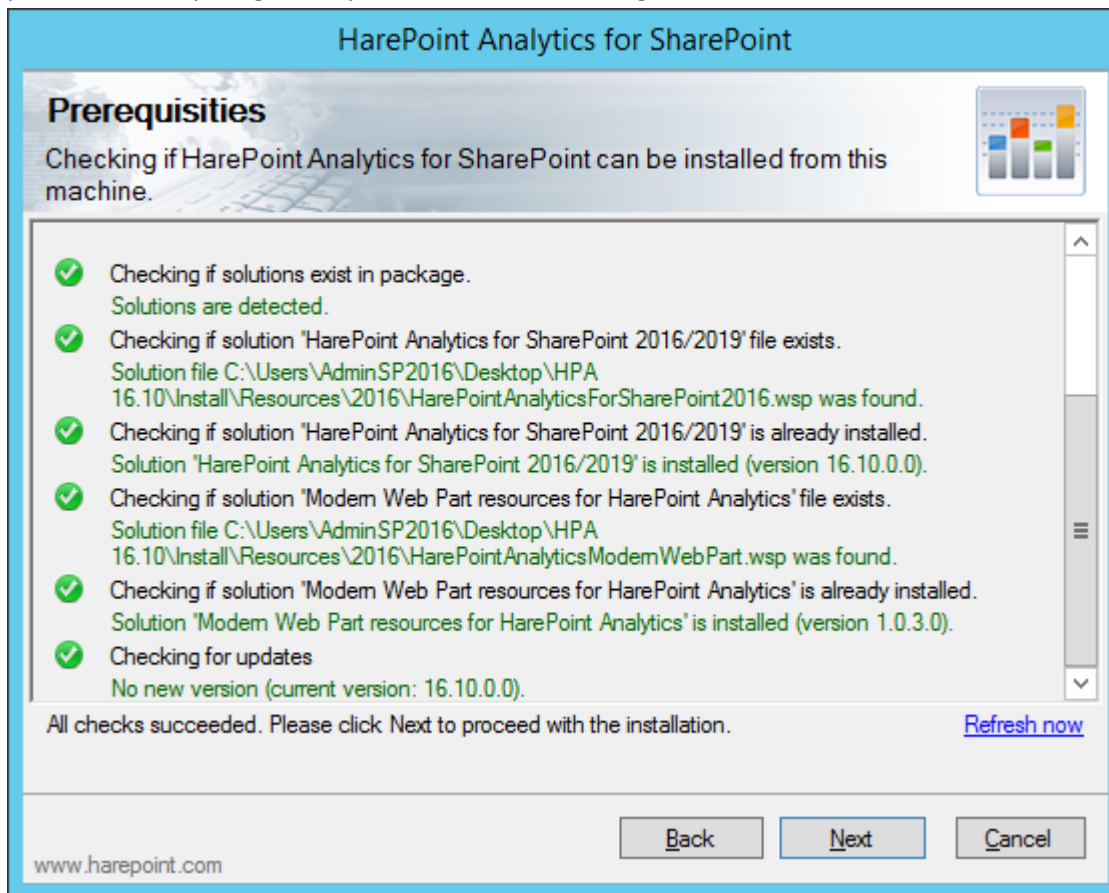 HarePoint Analytics for SharePoint
Prerequisities
Checking if HarePoint Analytics for SharePoint can be installed from this
machine.
Checking if solutions exist in package.
Solutions are detected.
Checking if solution 'HarePoint Analytics for SharePoint 2016/2019' file exists.
Solution file C:\Users\AdminSP2016\Desktop\HPA
16.10\Install\Resources\2016\HarePointAnalyticsForSharePoint2016.wsp was found.
Checking if solution 'HarePoint Analytics for SharePoint 2016/2019' is already installed.
Solution 'HarePoint Analytics for SharePoint 2016/2019' is installed (version 16.10.0.0).
Checking if solution 'Modern Web Part resources for HarePoint Analytics' file exists.
Solution file C:\Users\AdminSP2016\Desktop\HPA
16.10\Install\Resources\2016\HarePointAnalyticsModernWebPart.wsp was found.
Checking if solution 'Modern Web Part resources for HarePoint Analytics' is already installed.
Solution 'Modern Web Part resources for HarePoint Analytics' is installed (version 1.0.3.0).
Checking for updates
No new version (current version: 16.10.0.0).
All checks succeeded. Please click Next to proceed with the installation.
Refresh now
Back
Next
Cancel
www.harepoint.com